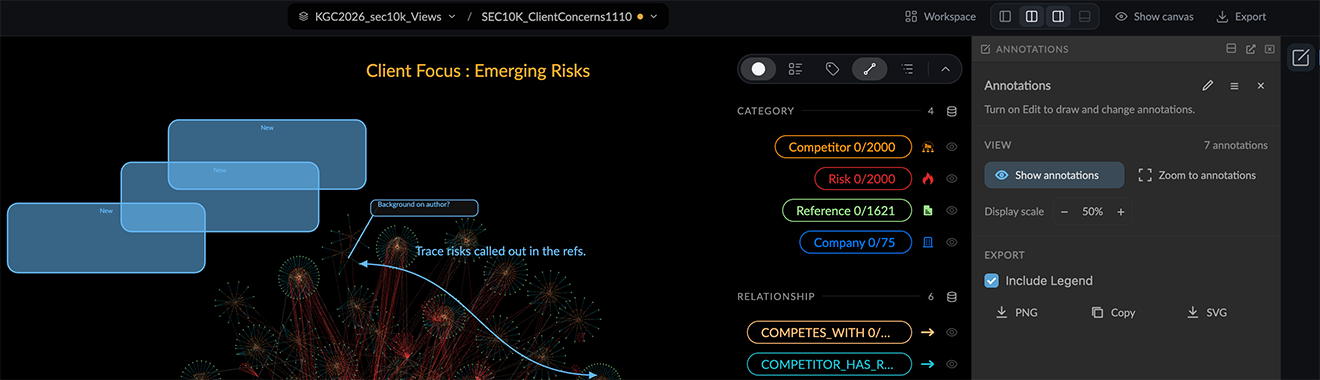 KGC2026_sec10k_Views / SEC10K_ClientConcerns1110
Workspace
Show canvas
Export
Client Focus : Emerging Risks
New
New
New
Background on author?
Trace risks called out in the refs.
CATEGORY 4
Competitor 0/2000
Risk 0/2000
Reference 0/1621
Company 0/75
RELATIONSHIP 6
COMPETES_WITH 0/...
COMPETITOR_HAS_R...
ANNOTATIONS
Annotations
Turn on Edit to draw and change annotations.
VIEW 7 annotations
Show annotations Zoom to annotations
Display scale − 50% +
EXPORT
Include Legend
PNG Copy SVG